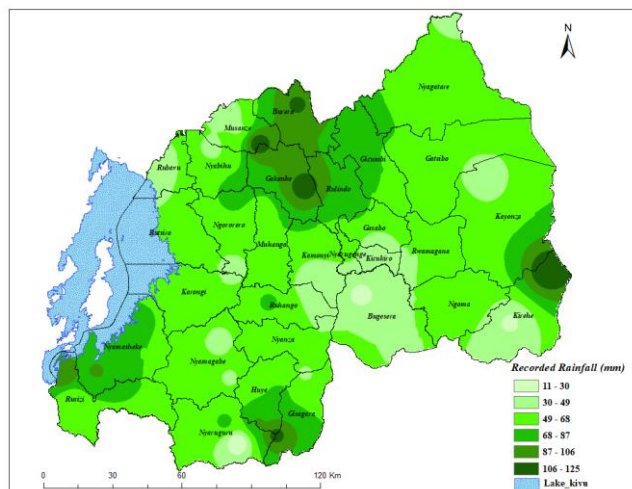 N
Nyagatare
Burera
Musanze
Gicumbi
Gatsibo
Rubavu
Nyabihu
Gakenke
Rulindo
Kayonza
Rutsiro
Ngororero
Gasabo
Muhanga
Kamonyi
Nyarugenge
Rwamagana
Kicukiro
Karongi
Ruhango
Bugesera
Ngoma
Kirehe
Nyamasheke
Nyanza
Nyamagabe
Rusizi
Huye
Gisagara
Nyaruguru
Recorded Rainfall (mm)
11 - 30
30 - 49
49 - 68
68 - 87
87 - 106
106 - 125
Lake_kivu
0 30 60 120 Km